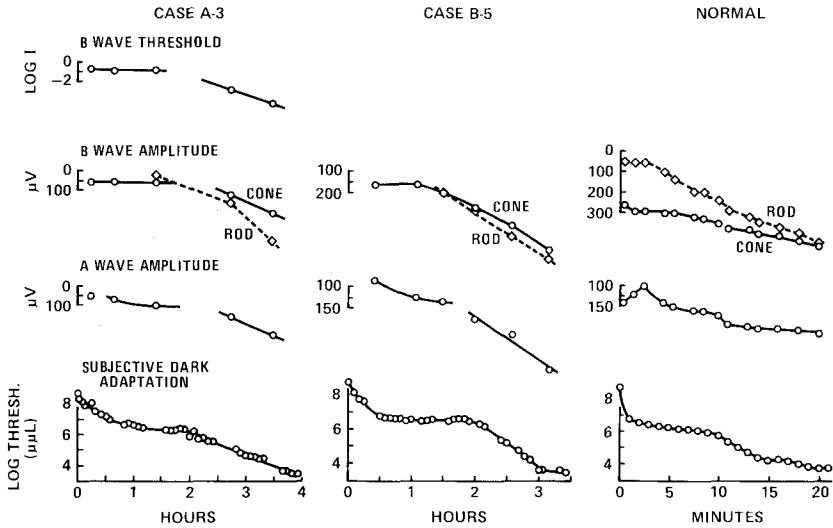 CASE A-3
CASE B-5
NORMAL
B WAVE THRESHOLD
LOG I
0
−2
B WAVE AMPLITUDE
μV
0
100
CONE
ROD
100
200
CONE
ROD
0
100
200
300
ROD
CONE
A WAVE AMPLITUDE
μV
100
100
150
100
150
SUBJECTIVE DARK
ADAPTATION
LOG THRESH.
(μμL)
8
6
4
8
6
4
8
6
4
0 1 2 3 4
0 1 2 3
0 5 10 15 20
HOURS
HOURS
MINUTES